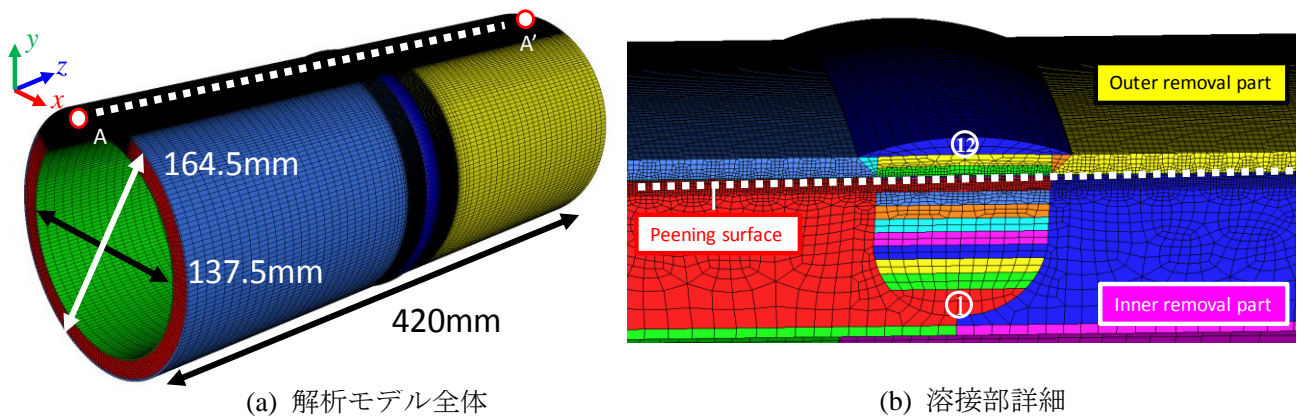 y
z
x
A
A'
164.5mm
137.5mm
420mm
(a) 解析モデル全体
Outer removal part
⑫
Peening surface
Inner removal part
①
(b) 溶接部詳細